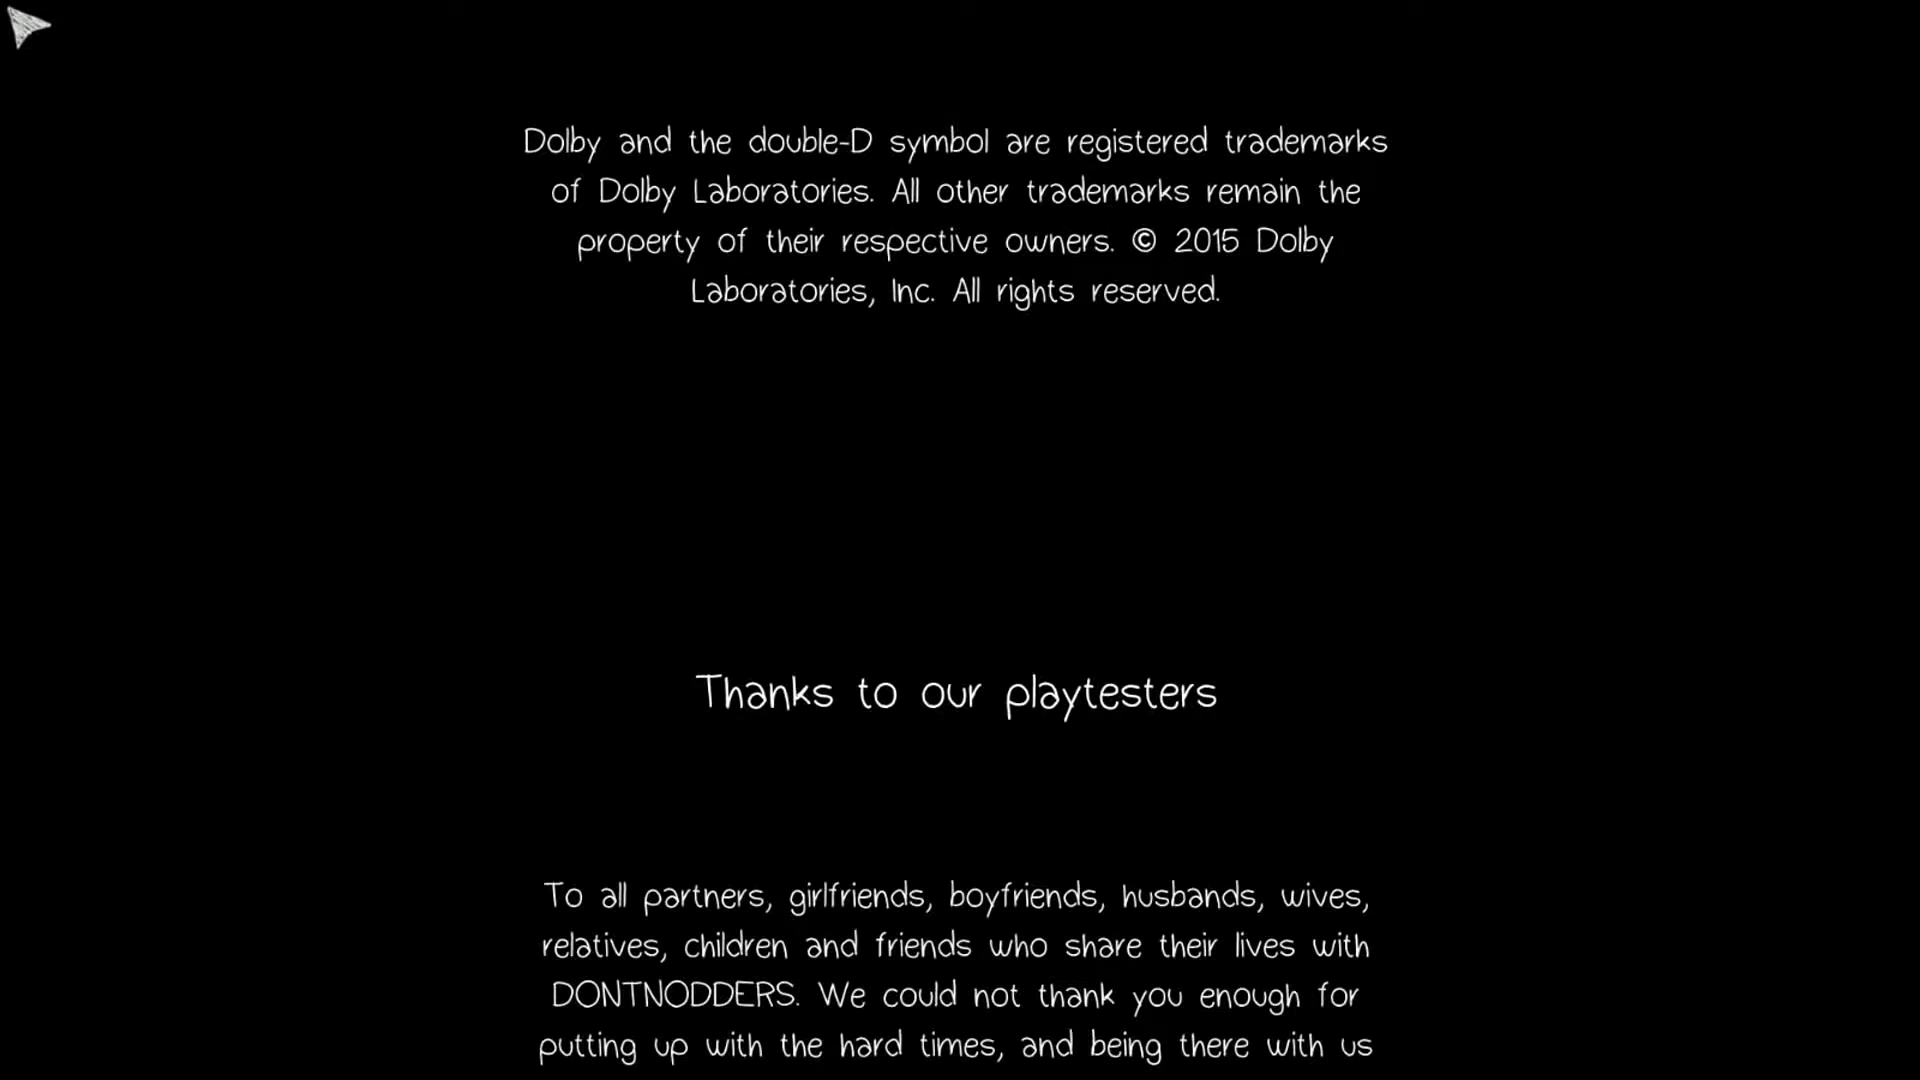 Dolby and the double-D symbol are registered trademarks
of Dolby Laboratories. All other trademarks remain the
property of their respective owners. © 2015 Dolby
Laboratories, Inc. All rights reserved.
Thanks to our playtesters
To all partners, girlfriends, boyfriends, husbands, wives,
relatives, children and friends who share their lives with
DONTNODDERS. We could not thank you enough for
putting up with the hard times, and being there with us